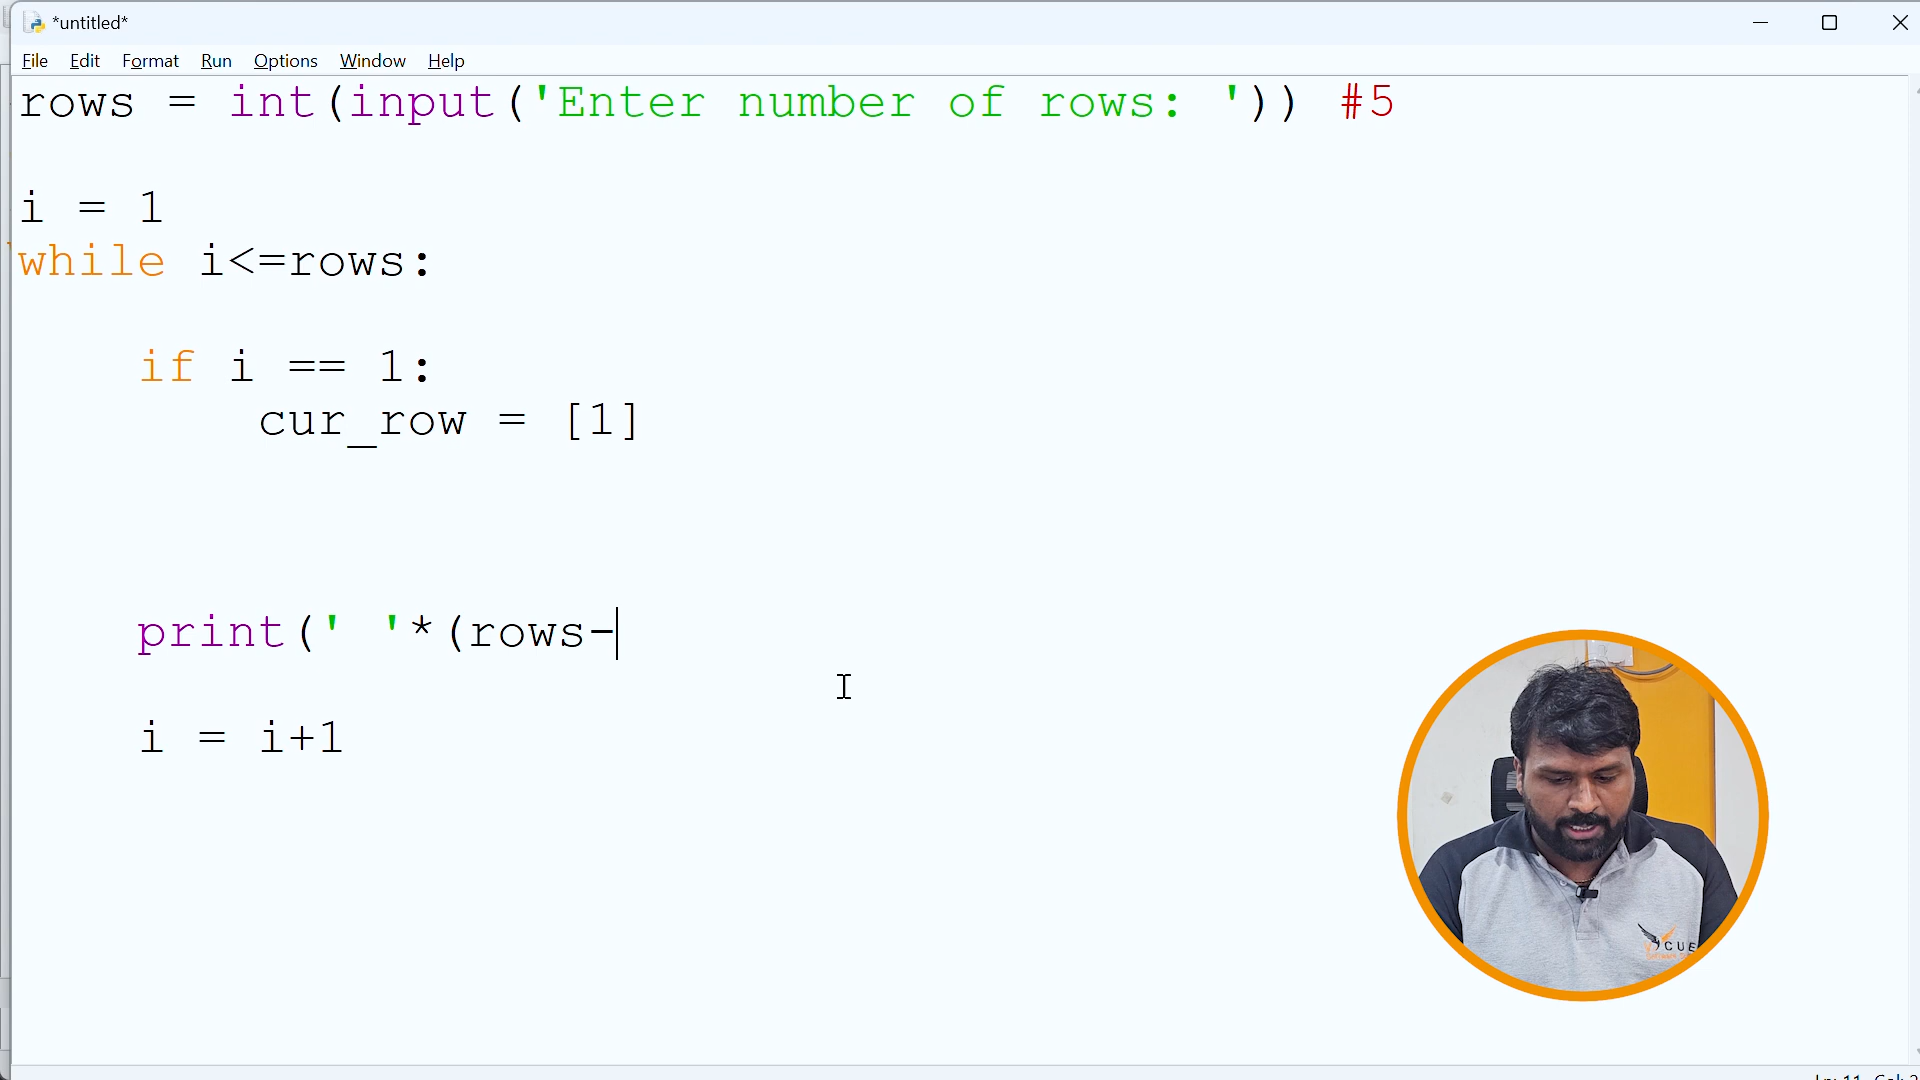 *untitled*
File Edit Format Run Options Window Help
rows = int(input('Enter number of rows: ')) #5
i = 1
while i<=rows:
if i == 1:
cur_row = [1]
print(' '*(rows-
i = i+1
CUE